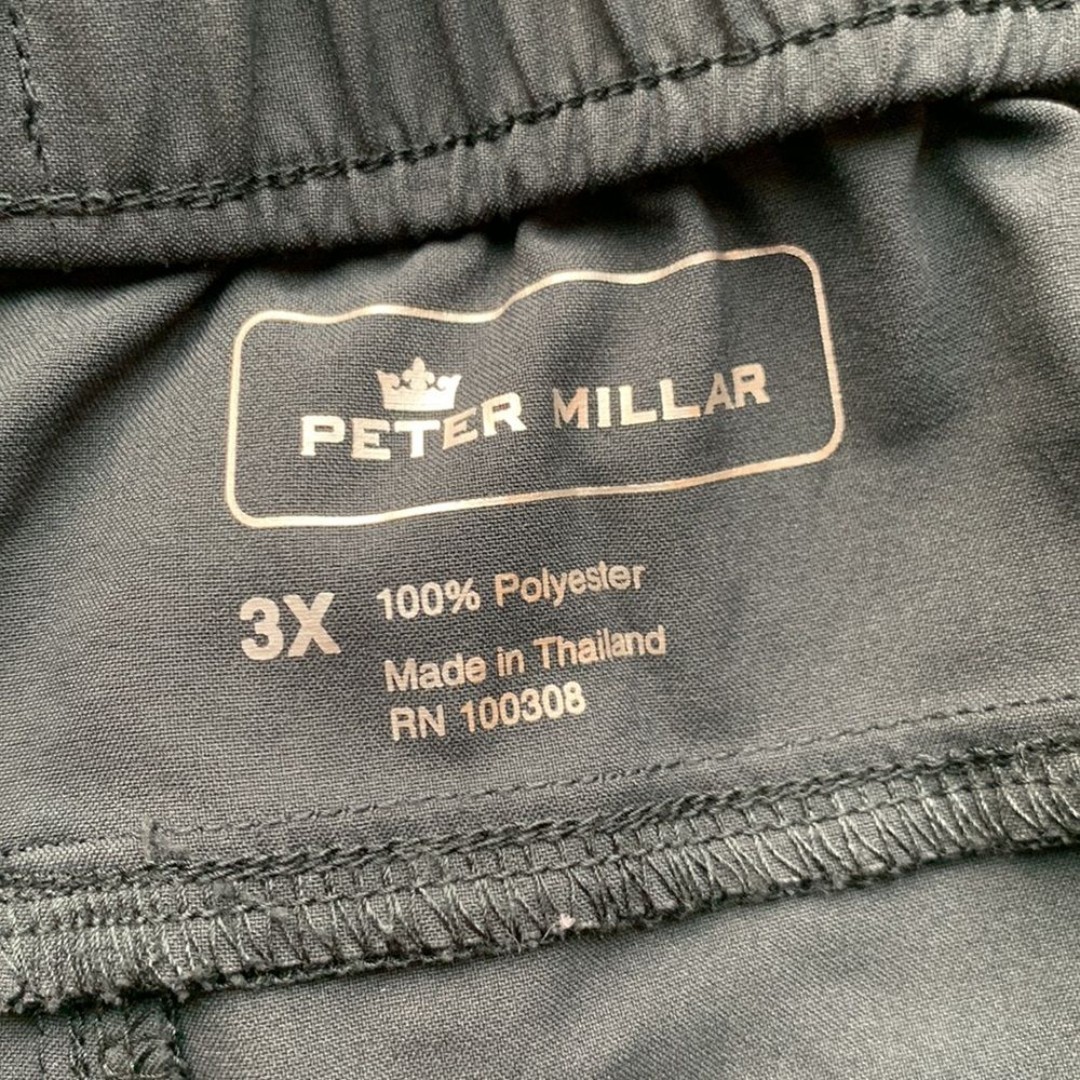 PETER MILLAR
3X 100% Polyester
Made in Thailand
RN 100308